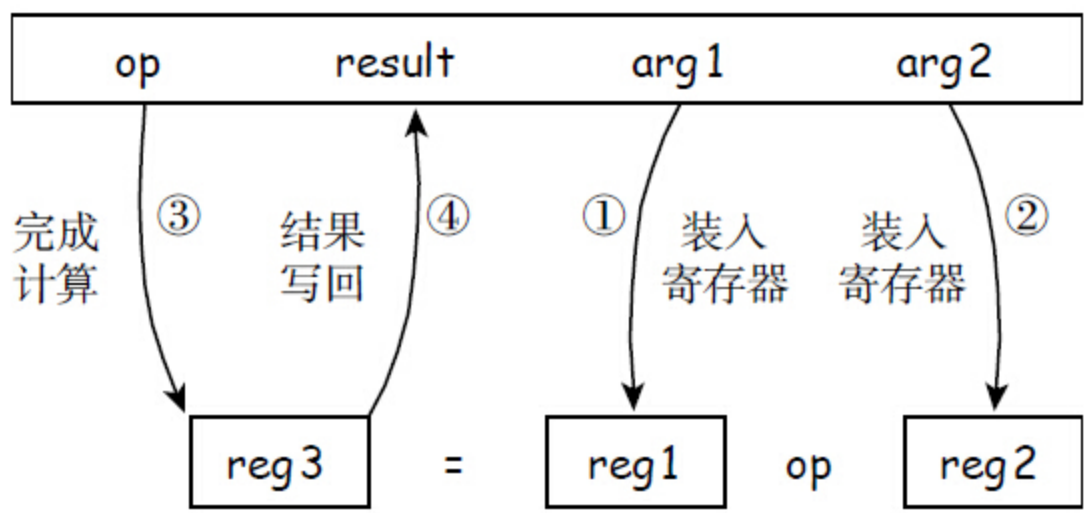 op result arg1 arg2
完成
计算
③
结果
写回
④
①
装入
寄存器
装入
寄存器
②
reg3 = reg1 op reg2